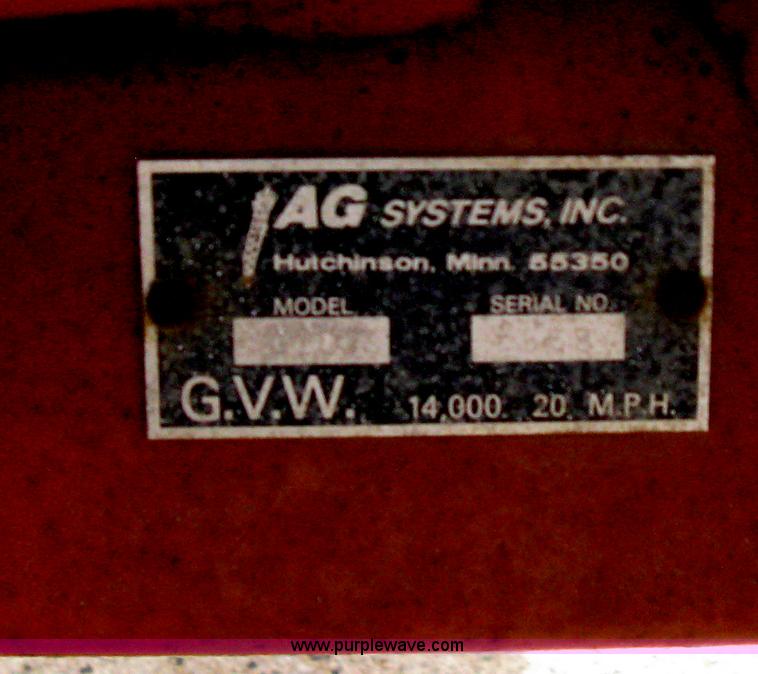 AG SYSTEMS, INC.
Hutchinson, Minn. 55350
MODEL SERIAL NO.
G.V.W. 14,000 20 M.P.H.
www.purplewave.com